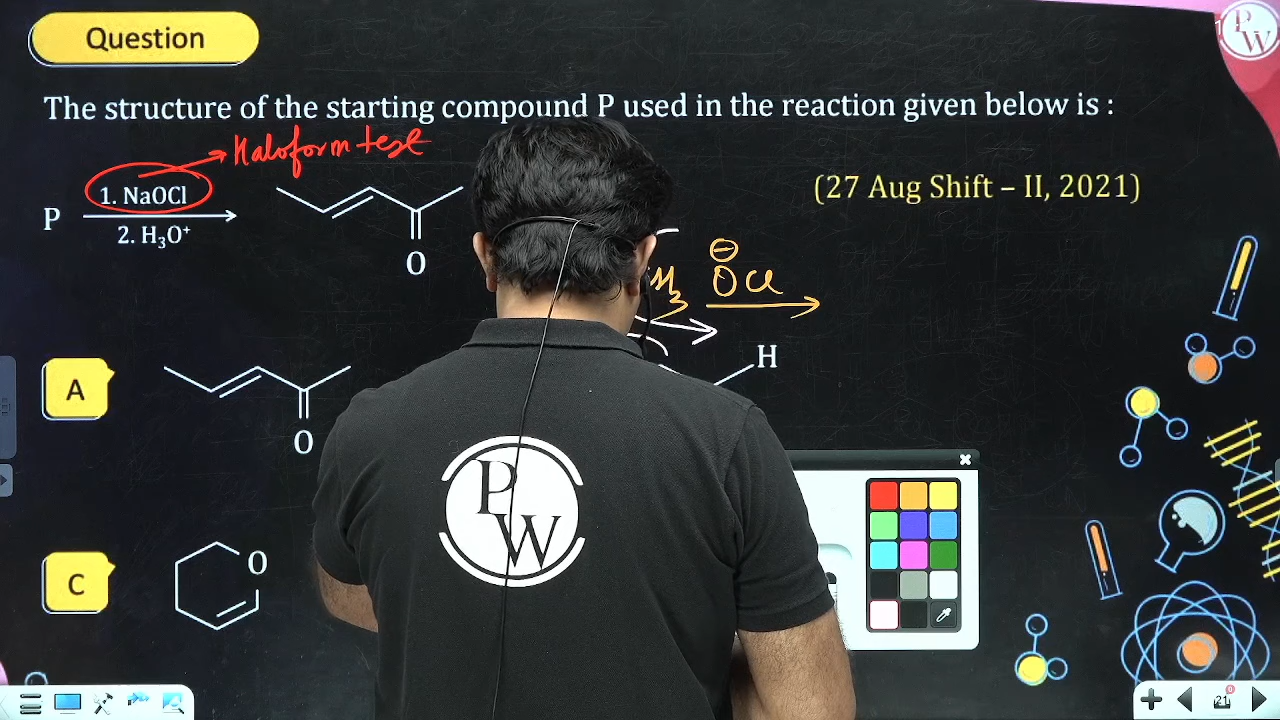 Question
PW
The structure of the starting compound P used in the reaction given below is :
Haloform test
P
1. NaOCl
2. H₃O⁺
O
(27 Aug Shift – II, 2021)
⊖
OCl
H
A
O
PW
C
O
21